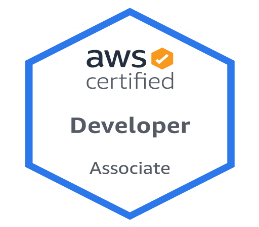 aws
certified
Developer
Associate